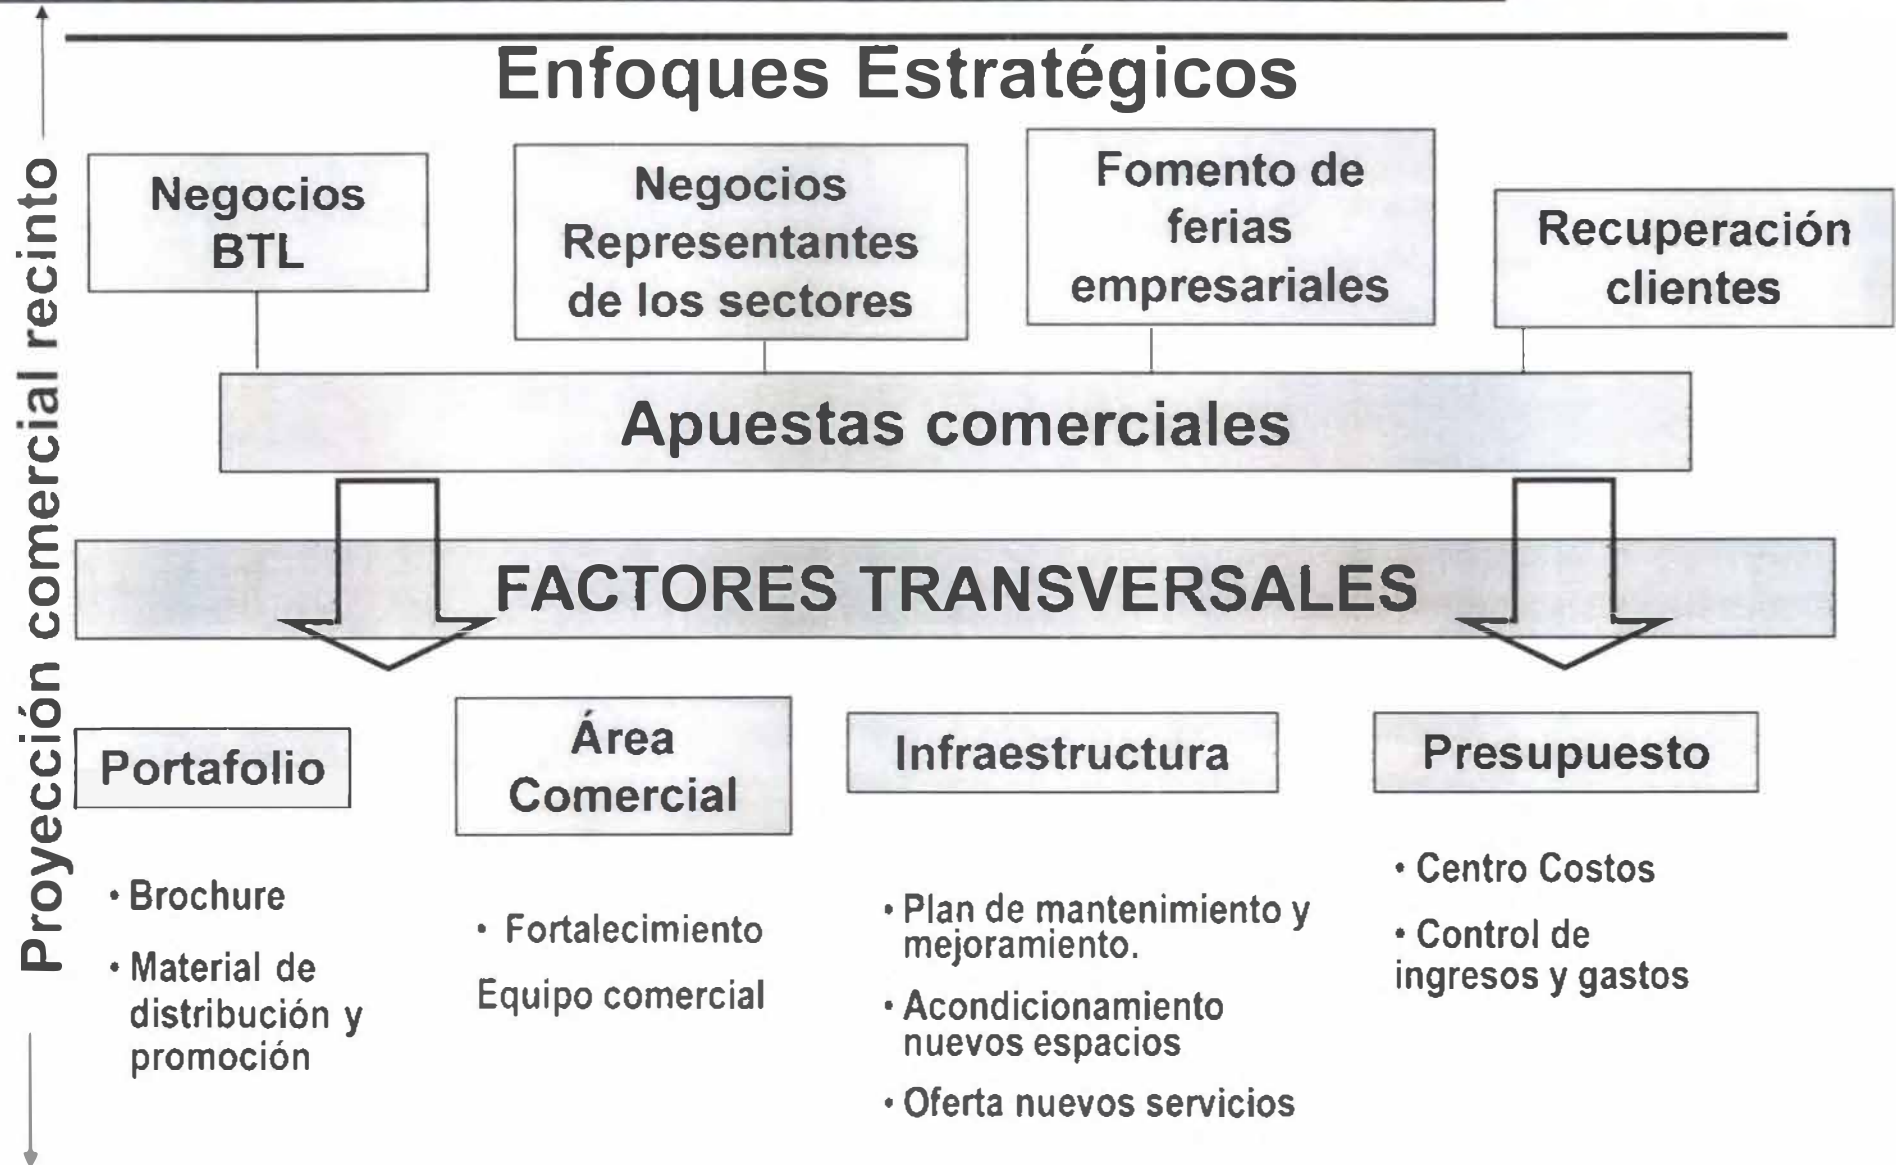 Enfoques Estratégicos
Proyección comercial recinto
Negocios
BTL
Negocios
Representantes
de los sectores
Fomento de
ferias
empresariales
Recuperación
clientes
Apuestas comerciales
FACTORES TRANSVERSALES
Portafolio
• Brochure
• Material de
distribución y
promoción
Área
Comercial
• Fortalecimiento
Equipo comercial
Infraestructura
• Plan de mantenimiento y
mejoramiento.
• Acondicionamiento
nuevos espacios
• Oferta nuevos servicios
Presupuesto
• Centro Costos
• Control de
ingresos y gastos